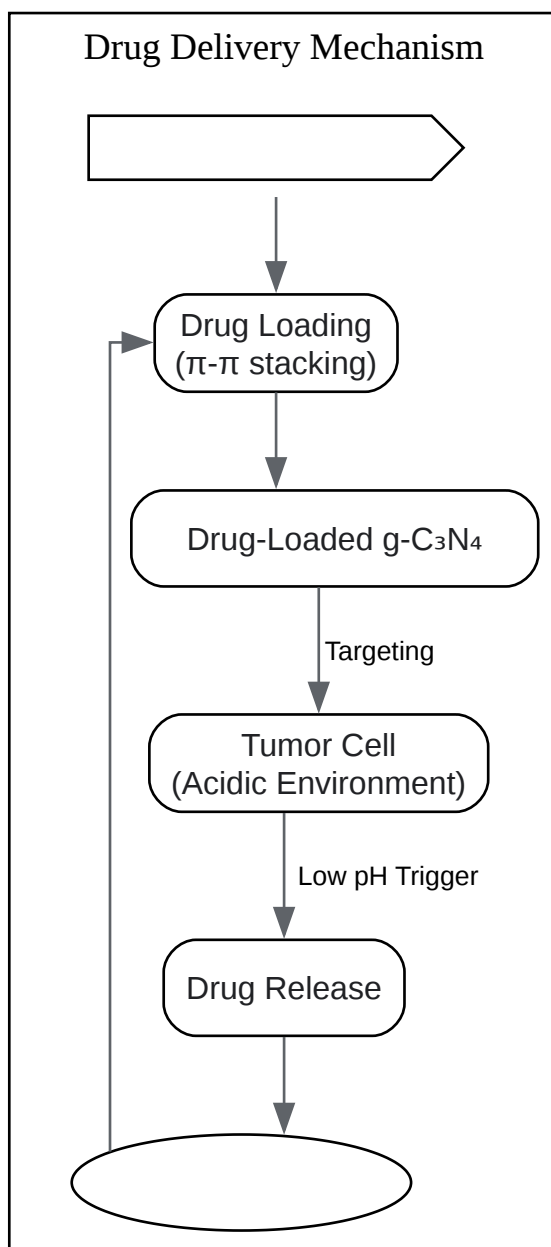 Drug Delivery Mechanism
Drug Loading
(π-π stacking)
Drug-Loaded g-C₃N₄
Targeting
Tumor Cell
(Acidic Environment)
Low pH Trigger
Drug Release